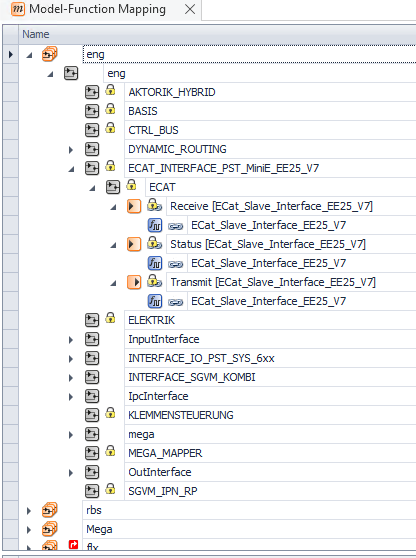 Model-Function Mapping
Name
eng
eng
AKTORIK_HYBRID
BASIS
CTRL_BUS
DYNAMIC_ROUTING
ECAT_INTERFACE_PST_MiniE_EE25_V7
ECAT
Receive [ECat_Slave_Interface_EE25_V7]
ECat_Slave_Interface_EE25_V7
Status [ECat_Slave_Interface_EE25_V7]
ECat_Slave_Interface_EE25_V7
Transmit [ECat_Slave_Interface_EE25_V7]
ECat_Slave_Interface_EE25_V7
ELEKTRIK
InputInterface
INTERFACE_IO_PST_SYS_6xx
INTERFACE_SGVM_KOMBI
IpcInterface
KLEMMENSTEUERUNG
mega
MEGA_MAPPER
OutInterface
SGVM_IPN_RP
rbs
Mega
flx